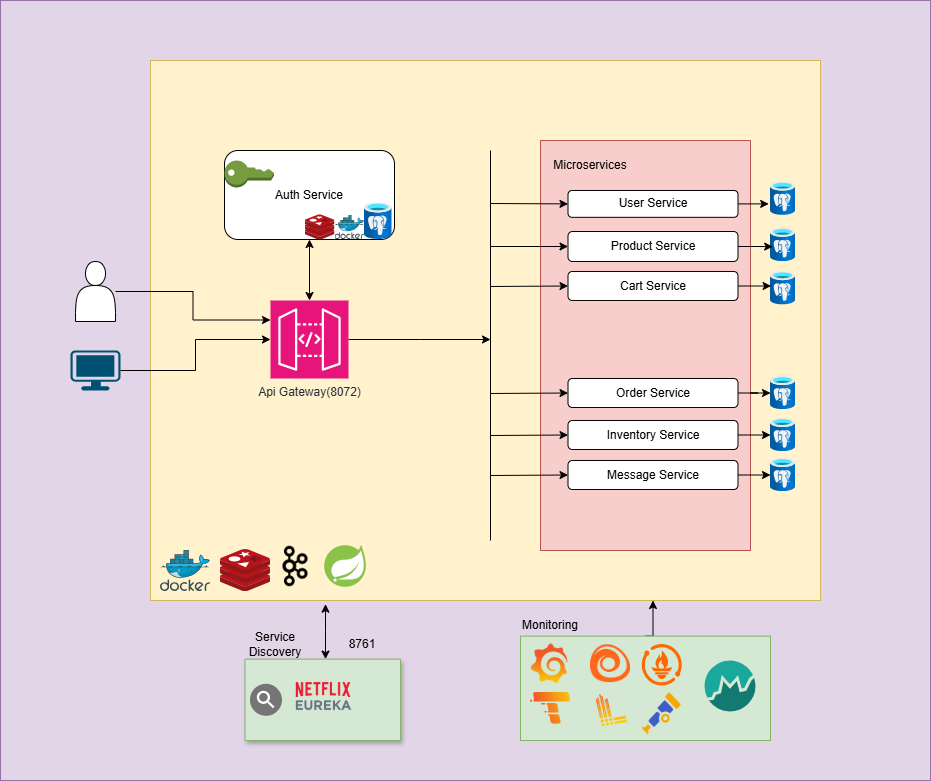 Microservices
Auth Service
docker
User Service
Product Service
Cart Service
Api Gateway(8072)
Order Service
Inventory Service
Message Service
docker
Monitoring
Service
Discovery
8761
NETFLIX
EUREKA